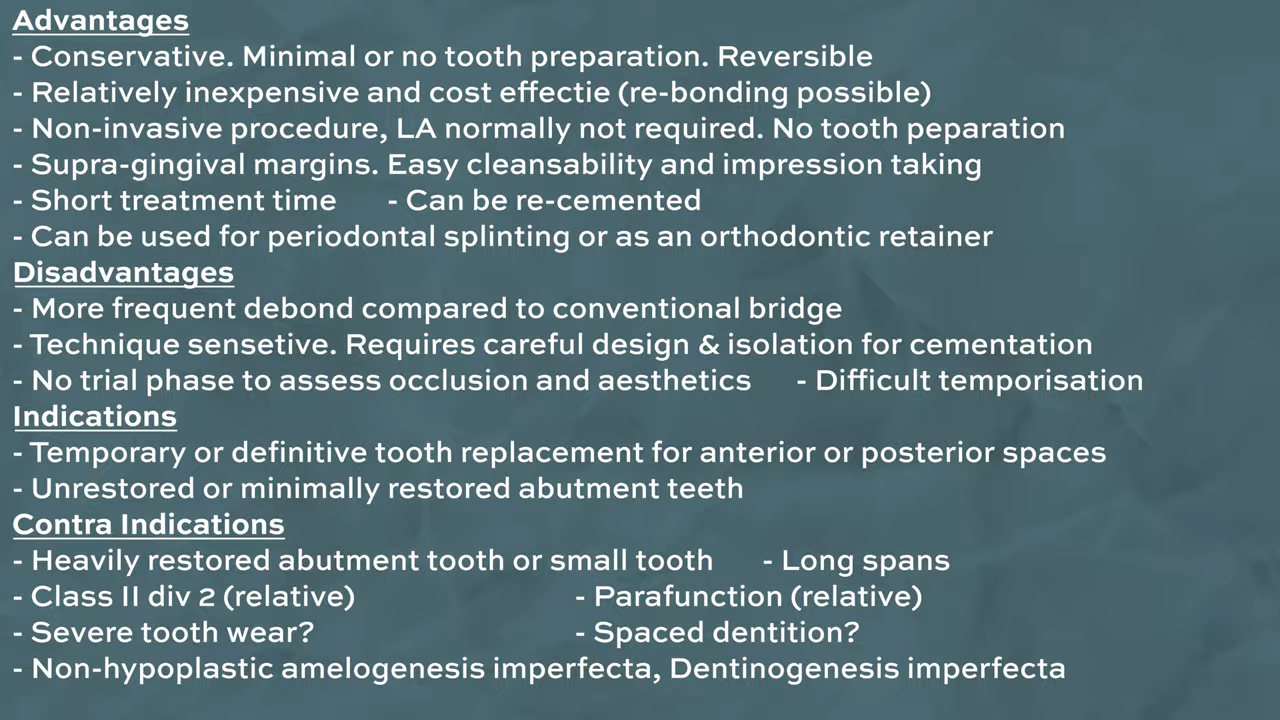 Advantages
- Conservative. Minimal or no tooth preparation. Reversible
- Relatively inexpensive and cost effectie (re-bonding possible)
- Non-invasive procedure, LA normally not required. No tooth peparation
- Supra-gingival margins. Easy cleansability and impression taking
- Short treatment time - Can be re-cemented
- Can be used for periodontal splinting or as an orthodontic retainer
Disadvantages
- More frequent debond compared to conventional bridge
- Technique sensetive. Requires careful design & isolation for cementation
- No trial phase to assess occlusion and aesthetics - Difficult temporisation
Indications
- Temporary or definitive tooth replacement for anterior or posterior spaces
- Unrestored or minimally restored abutment teeth
Contra Indications
- Heavily restored abutment tooth or small tooth - Long spans
- Class II div 2 (relative) - Parafunction (relative)
- Severe tooth wear? - Spaced dentition?
- Non-hypoplastic amelogenesis imperfecta, Dentinogenesis imperfecta